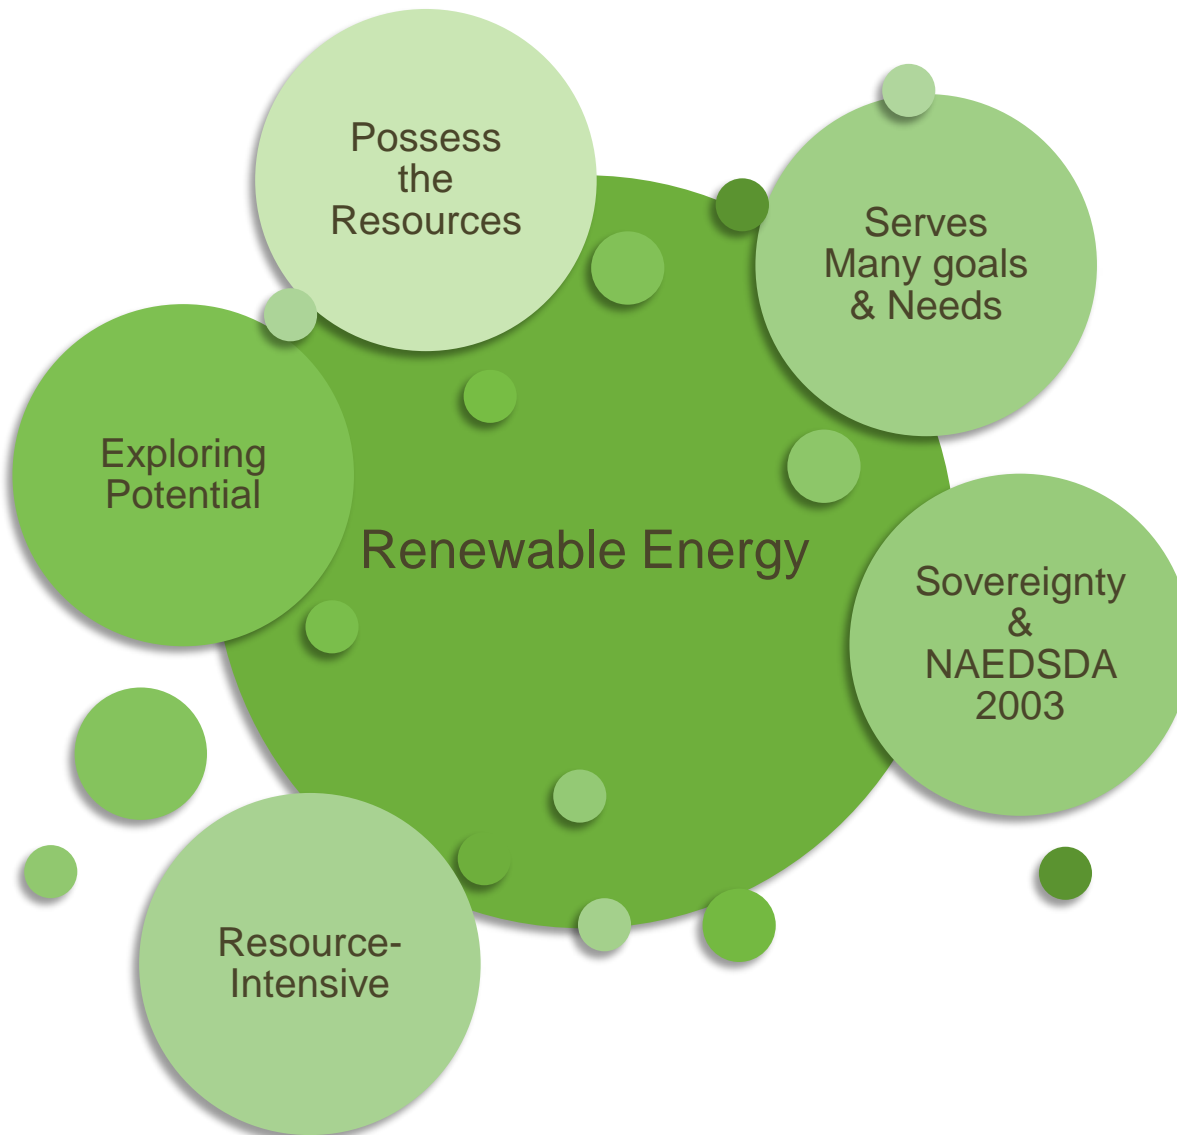 Possess
the
Resources
Serves
Many goals
& Needs
Exploring
Potential
Renewable Energy
Sovereignty
&
NAEDSDA
2003
Resource-
Intensive